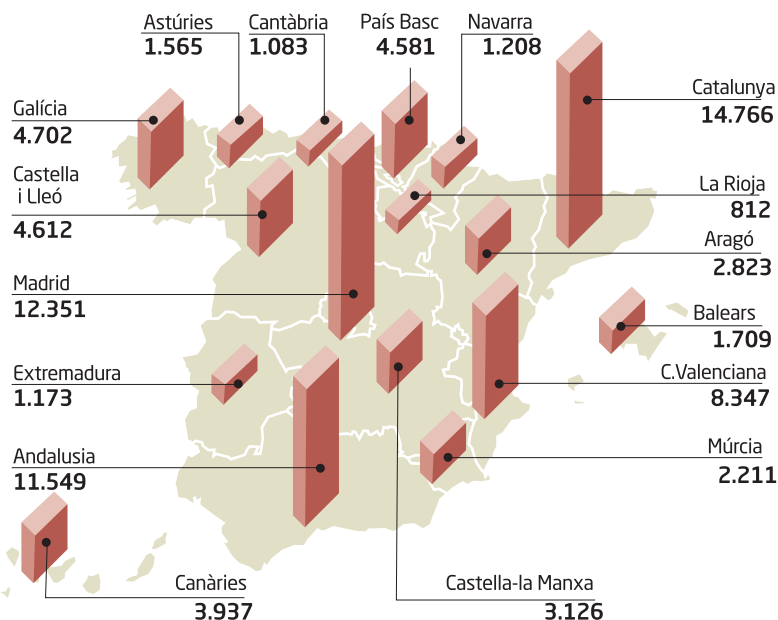 Astúries
1.565
Cantàbria
1.083
País Basc
4.581
Navarra
1.208
Catalunya
14.766
Galícia
4.702
Castella
i Lleó
4.612
La Rioja
812
Aragó
2.823
Madrid
12.351
Balears
1.709
Extremadura
1.173
C.Valenciana
8.347
Andalusia
11.549
Múrcia
2.211
Canàries
3.937
Castella-la Manxa
3.126